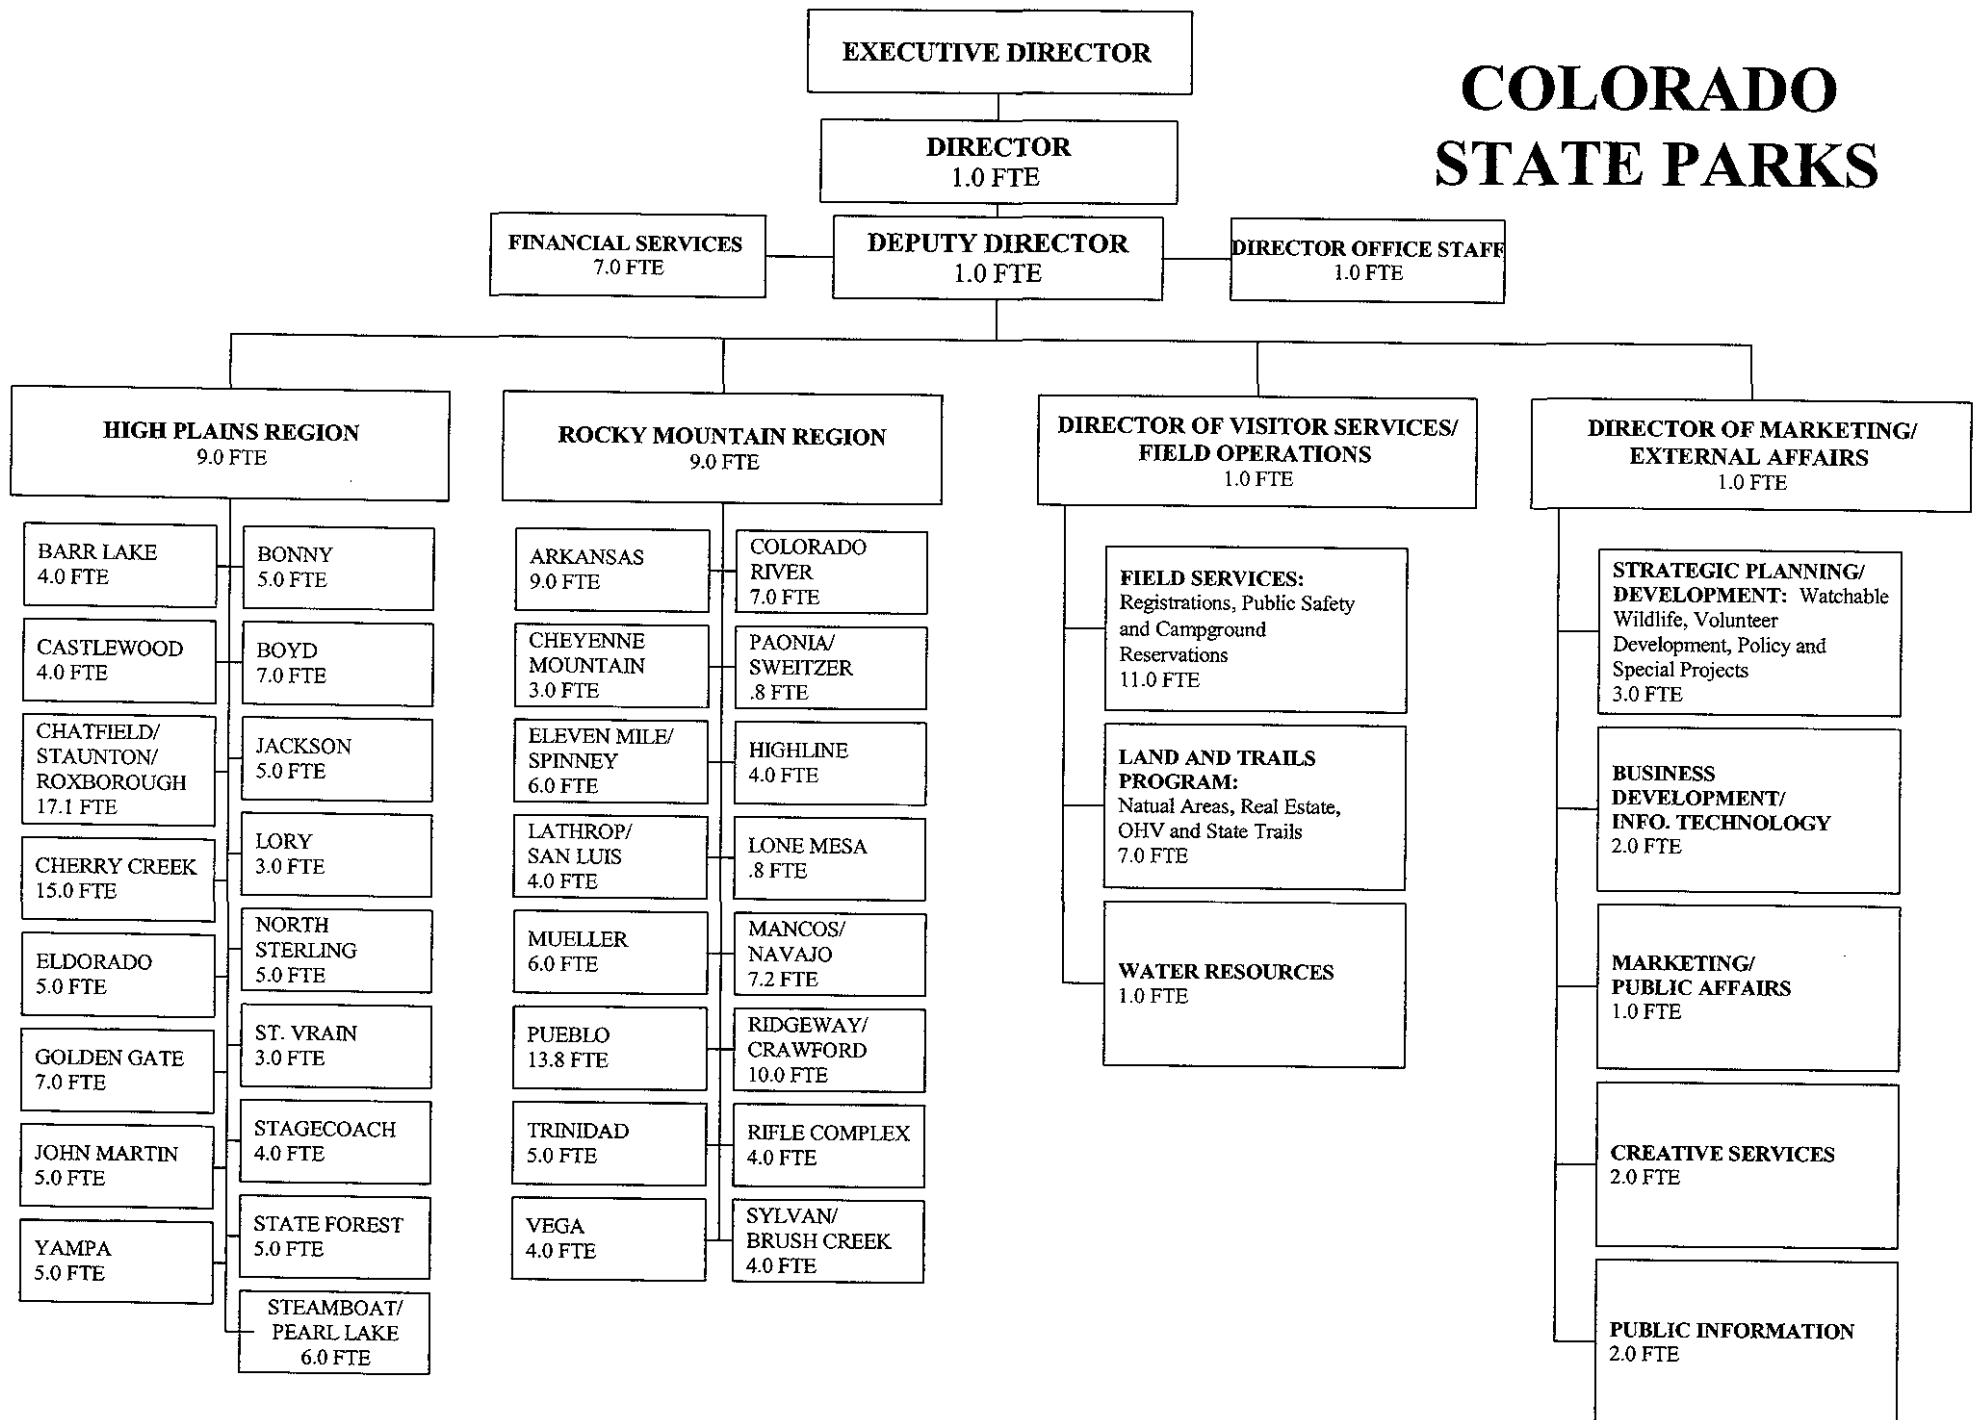 EXECUTIVE DIRECTOR
COLORADO
STATE PARKS
DIRECTOR
1.0 FTE
FINANCIAL SERVICES
7.0 FTE
DEPUTY DIRECTOR
1.0 FTE
DIRECTOR OFFICE STAFF
1.0 FTE
HIGH PLAINS REGION
9.0 FTE
BARR LAKE
4.0 FTE
BONNY
5.0 FTE
CASTLEWOOD
4.0 FTE
BOYD
7.0 FTE
CHATFIELD/
STAUNTON/
ROXBOROUGH
17.1 FTE
JACKSON
5.0 FTE
CHERRY CREEK
15.0 FTE
LORY
3.0 FTE
ELDORADO
5.0 FTE
NORTH
STERLING
5.0 FTE
GOLDEN GATE
7.0 FTE
ST. VRAIN
3.0 FTE
JOHN MARTIN
5.0 FTE
STAGECOACH
4.0 FTE
YAMPA
5.0 FTE
STATE FOREST
5.0 FTE
STEAMBOAT/
PEARL LAKE
6.0 FTE
ROCKY MOUNTAIN REGION
9.0 FTE
ARKANSAS
9.0 FTE
COLORADO
RIVER
7.0 FTE
CHEYENNE
MOUNTAIN
3.0 FTE
PAONIA/
SWEITZER
.8 FTE
ELEVEN MILE/
SPINNEY
6.0 FTE
HIGHLINE
4.0 FTE
LATHROP/
SAN LUIS
4.0 FTE
LONE MESA
.8 FTE
MUELLER
6.0 FTE
MANCOS/
NAVAJO
7.2 FTE
PUEBLO
13.8 FTE
RIDGEWAY/
CRAWFORD
10.0 FTE
TRINIDAD
5.0 FTE
RIFLE COMPLEX
4.0 FTE
VEGA
4.0 FTE
SYLVAN/
BRUSH CREEK
4.0 FTE
DIRECTOR OF VISITOR SERVICES/
FIELD OPERATIONS
1.0 FTE
FIELD SERVICES:
Registrations, Public Safety
and Campground
Reservations
11.0 FTE
LAND AND TRAILS
PROGRAM:
Natual Areas, Real Estate,
OHV and State Trails
7.0 FTE
WATER RESOURCES
1.0 FTE
DIRECTOR OF MARKETING/
EXTERNAL AFFAIRS
1.0 FTE
STRATEGIC PLANNING/
DEVELOPMENT: Watchable
Wildlife, Volunteer
Development, Policy and
Special Projects
3.0 FTE
BUSINESS
DEVELOPMENT/
INFO. TECHNOLOGY
2.0 FTE
MARKETING/
PUBLIC AFFAIRS
1.0 FTE
CREATIVE SERVICES
2.0 FTE
PUBLIC INFORMATION
2.0 FTE